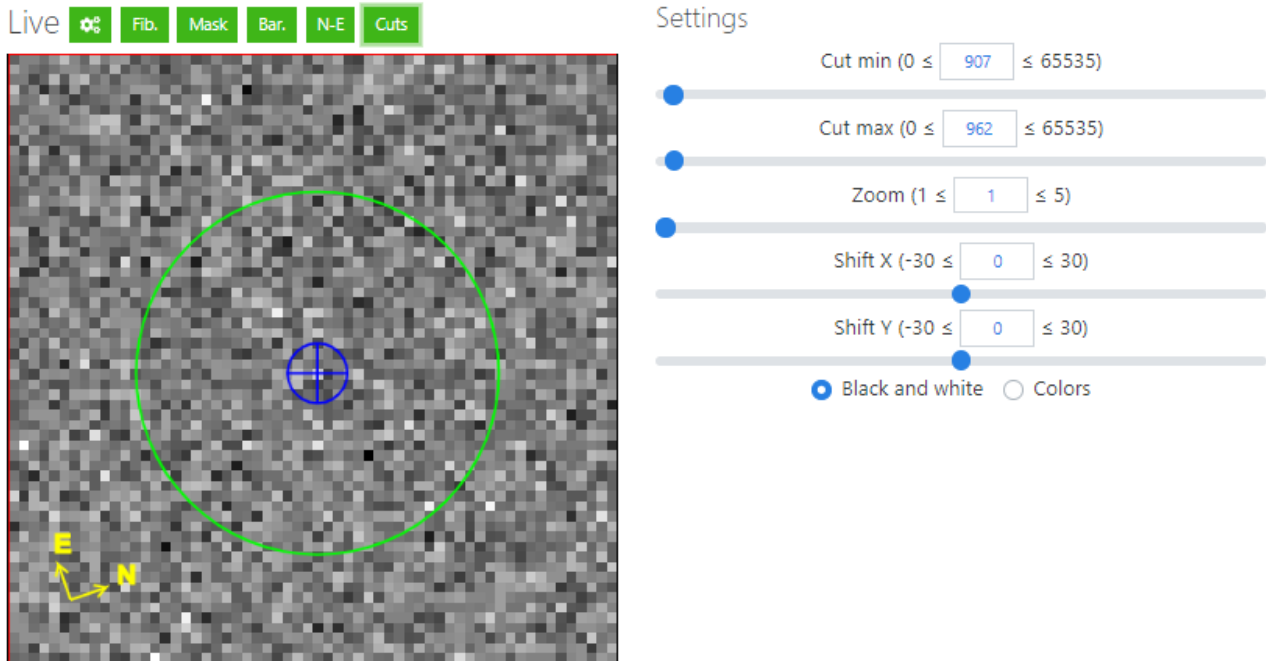 Live Fib. Mask Bar. N-E Cuts
E
N
Settings
Cut min (0 ≤ 907 ≤ 65535)
Cut max (0 ≤ 962 ≤ 65535)
Zoom (1 ≤ 1 ≤ 5)
Shift X (-30 ≤ 0 ≤ 30)
Shift Y (-30 ≤ 0 ≤ 30)
Black and white Colors